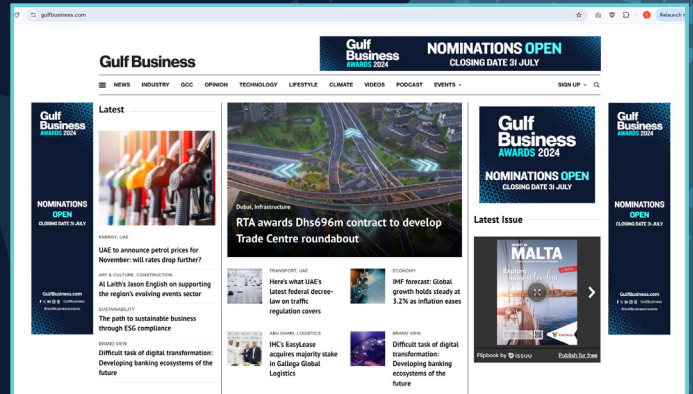 gulfbusiness.com
Relaunch t
Gulf Business
Gulf
Business
AWARDS 2024
NOMINATIONS OPEN
CLOSING DATE 31 JULY
NEWS INDUSTRY GCC OPINION TECHNOLOGY LIFESTYLE CLIMATE VIDEOS PODCAST EVENTS
SIGN UP
Gulf
Business
AWARDS 2024
NOMINATIONS
OPEN
CLOSING DATE 31 JULY
GulfBusiness.com
GulfBusiness
#GulfBusinessAwards
Latest
ENERGY, UAE
UAE to announce petrol prices for
November: will rates drop further?
ART & CULTURE, CONSTRUCTION
Al Laith's Jason English on supporting
the region's evolving events sector
SUSTAINABILITY
The path to sustainable business
through ESG compliance
BRAND VIEW
Difficult task of digital transformation:
Developing banking ecosystems of the
future
Dubai, Infrastructure
RTA awards Dhs696m contract to develop
Trade Centre roundabout
TRANSPORT, UAE
Here's what UAE's
latest federal decree-
law on traffic
regulation covers
ECONOMY
IMF forecast: Global
growth holds steady at
3.2% as inflation eases
ABU DHABI, LOGISTICS
IHC's EasyLease
acquires majority stake
in Gallega Global
Logistics
BRAND VIEW
Difficult task of digital
transformation:
Developing banking
ecosystems of the
future
Gulf
Business
AWARDS 2024
NOMINATIONS OPEN
CLOSING DATE 31 JULY
Latest Issue
MALTA
Explore
Flipbook by issuu
Publish for free
Gulf
Business
AWARDS 2024
NOMINATIONS
OPEN
CLOSING DATE 31 JULY
GulfBusiness.com
GulfBusiness
#GulfBusinessAwards